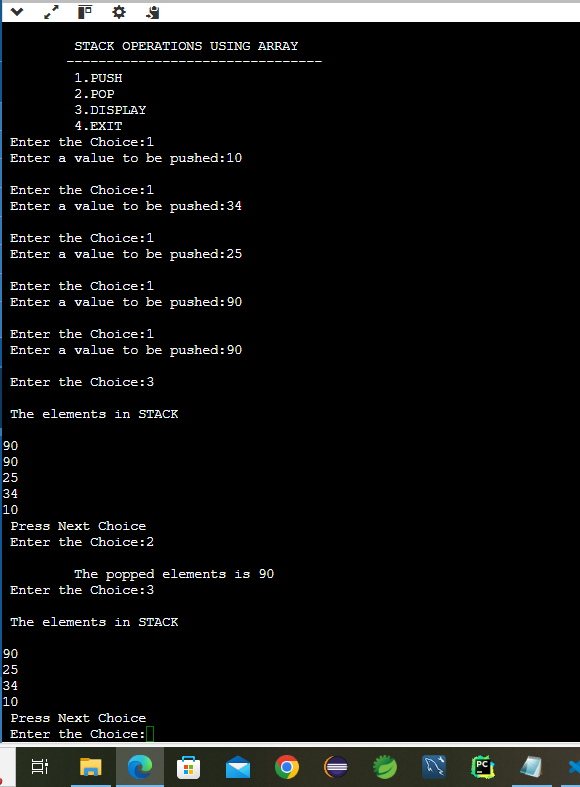 STACK OPERATIONS USING ARRAY
--------------------------------
1.PUSH
2.POP
3.DISPLAY
4.EXIT
Enter the Choice:1
Enter a value to be pushed:10
Enter the Choice:1
Enter a value to be pushed:34
Enter the Choice:1
Enter a value to be pushed:25
Enter the Choice:1
Enter a value to be pushed:90
Enter the Choice:1
Enter a value to be pushed:90
Enter the Choice:3
The elements in STACK
90
90
25
34
10
Press Next Choice
Enter the Choice:2
The popped elements is 90
Enter the Choice:3
The elements in STACK
90
25
34
10
Press Next Choice
Enter the Choice:
PC